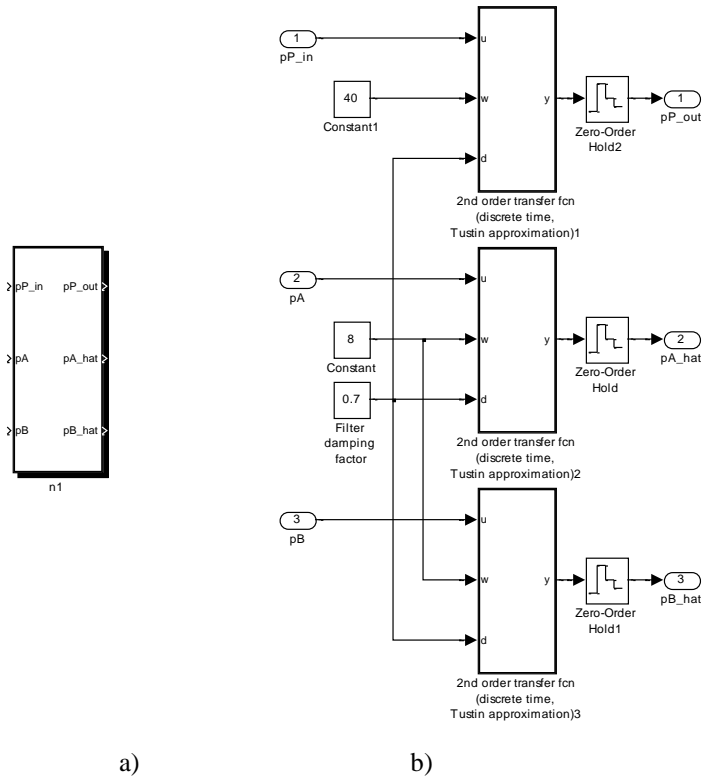 pP_in pP_out
pA pA_hat
pB pB_hat
n1
a)
1
pP_in
40
Constant1
u
w y
d
2nd order transfer fcn
(discrete time,
Tustin approximation)1
Zero-Order
Hold2
1
pP_out
2
pA
8
Constant
0.7
Filter
damping
factor
u
w y
d
2nd order transfer fcn
(discrete time,
Tustin approximation)2
Zero-Order
Hold
2
pA_hat
3
pB
u
w y
d
2nd order transfer fcn
(discrete time,
Tustin approximation)3
Zero-Order
Hold1
3
pB_hat
b)